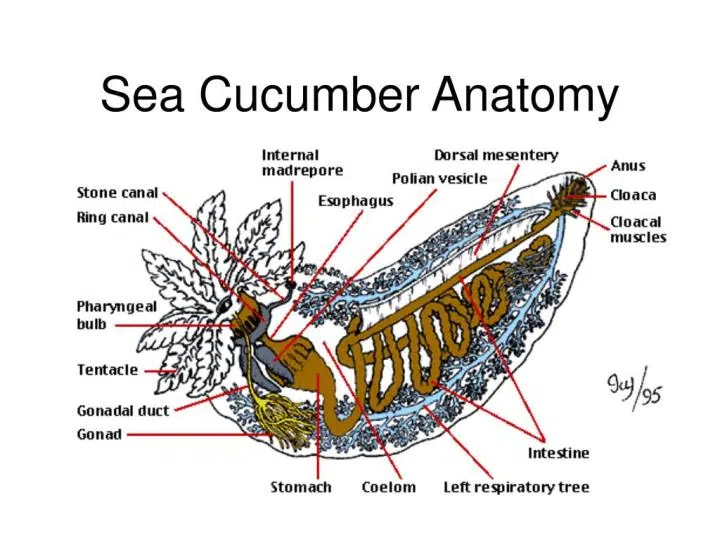 Sea Cucumber Anatomy
Internal
madrepore
Dorsal mesentery
Polian vesicle
Anus
Stone canal
Esophagus
Cloaca
Ring canal
Cloacal
muscles
Pharyngeal
bulb
Tentacle
Gonadal duct
Gonad
Intestine
Stomach
Coelom
Left respiratory tree